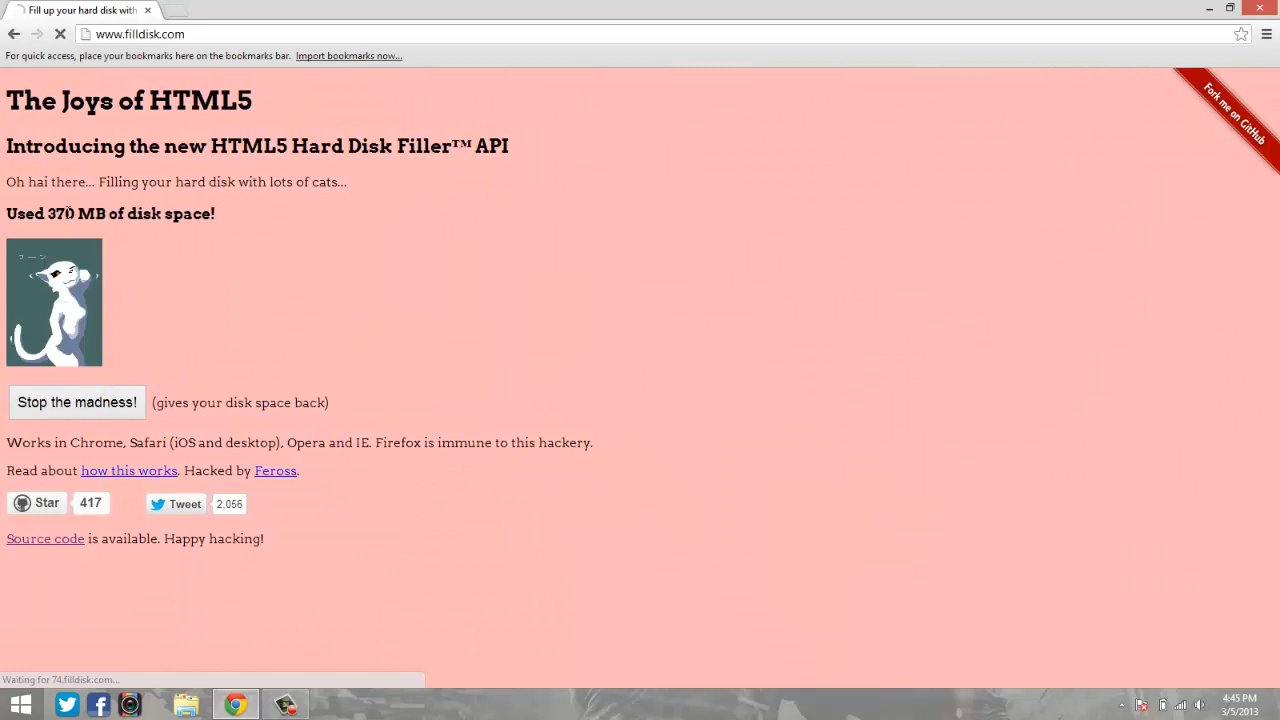 Fill up your hard disk with
www.filldisk.com
For quick access, place your bookmarks here on the bookmarks bar. Import bookmarks now...
Fork me on GitHub
The Joys of HTML5
Introducing the new HTML5 Hard Disk Filler™ API
Oh hai there... Filling your hard disk with lots of cats...
Used 370 MB of disk space!
Stop the madness! (gives your disk space back)
Works in Chrome, Safari (iOS and desktop), Opera and IE. Firefox is immune to this hackery.
Read about how this works. Hacked by Feross.
Star 417 Tweet 2,056
Source code is available. Happy hacking!
Waiting for 74.filldisk.com...
4:45 PM
3/5/2013